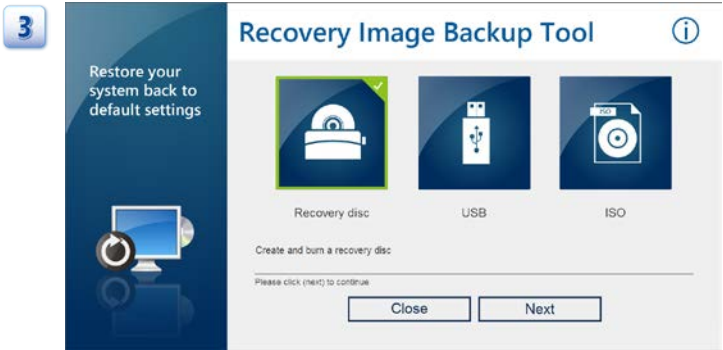 3
Recovery Image Backup Tool
i
Restore your
system back to
default settings
ISO
Recovery disc
USB
ISO
Create and burn a recovery disc
Please click (next) to continue
Close
Next